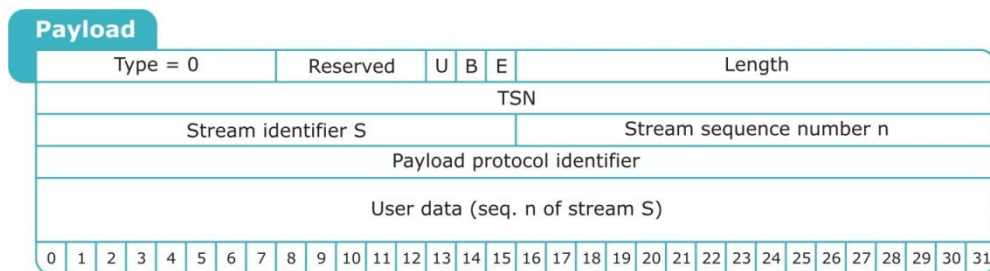 Payload
Type = 0 Reserved U B E Length
TSN
Stream identifier S Stream sequence number n
Payload protocol identifier
User data (seq. n of stream S)
0 1 2 3 4 5 6 7 8 9 10 11 12 13 14 15 16 17 18 19 20 21 22 23 24 25 26 27 28 29 30 31